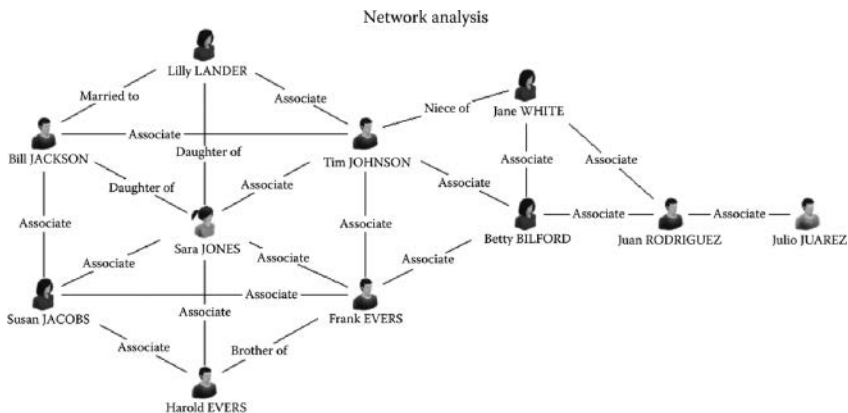 Network analysis
Lilly LANDER
Married to
Associate
Niece of
Jane WHITE
Associate
Bill JACKSON
Daughter of
Tim JOHNSON
Associate
Associate
Daughter of
Associate
Associate
Associate
Associate
Associate
Associate
Sara JONES
Betty BILFORD
Juan RODRIGUEZ
Julio JUAREZ
Associate
Associate
Associate
Associate
Susan JACOBS
Associate
Frank EVERS
Associate
Brother of
Harold EVERS